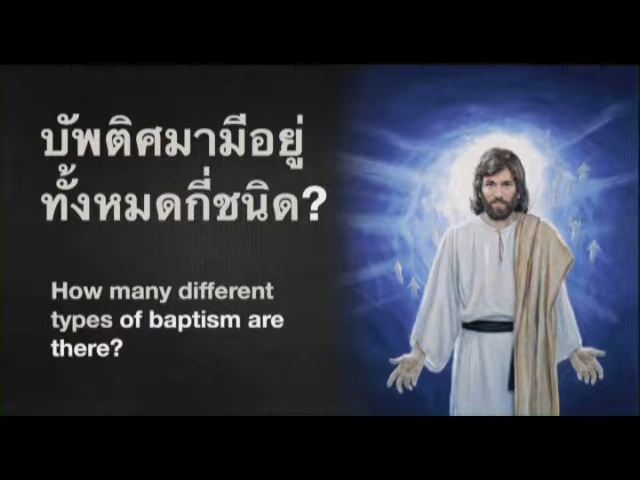 บัพติศมามีอยู่
ทั้งหมดกี่ชนิด?
How many different
types of baptism are
there?